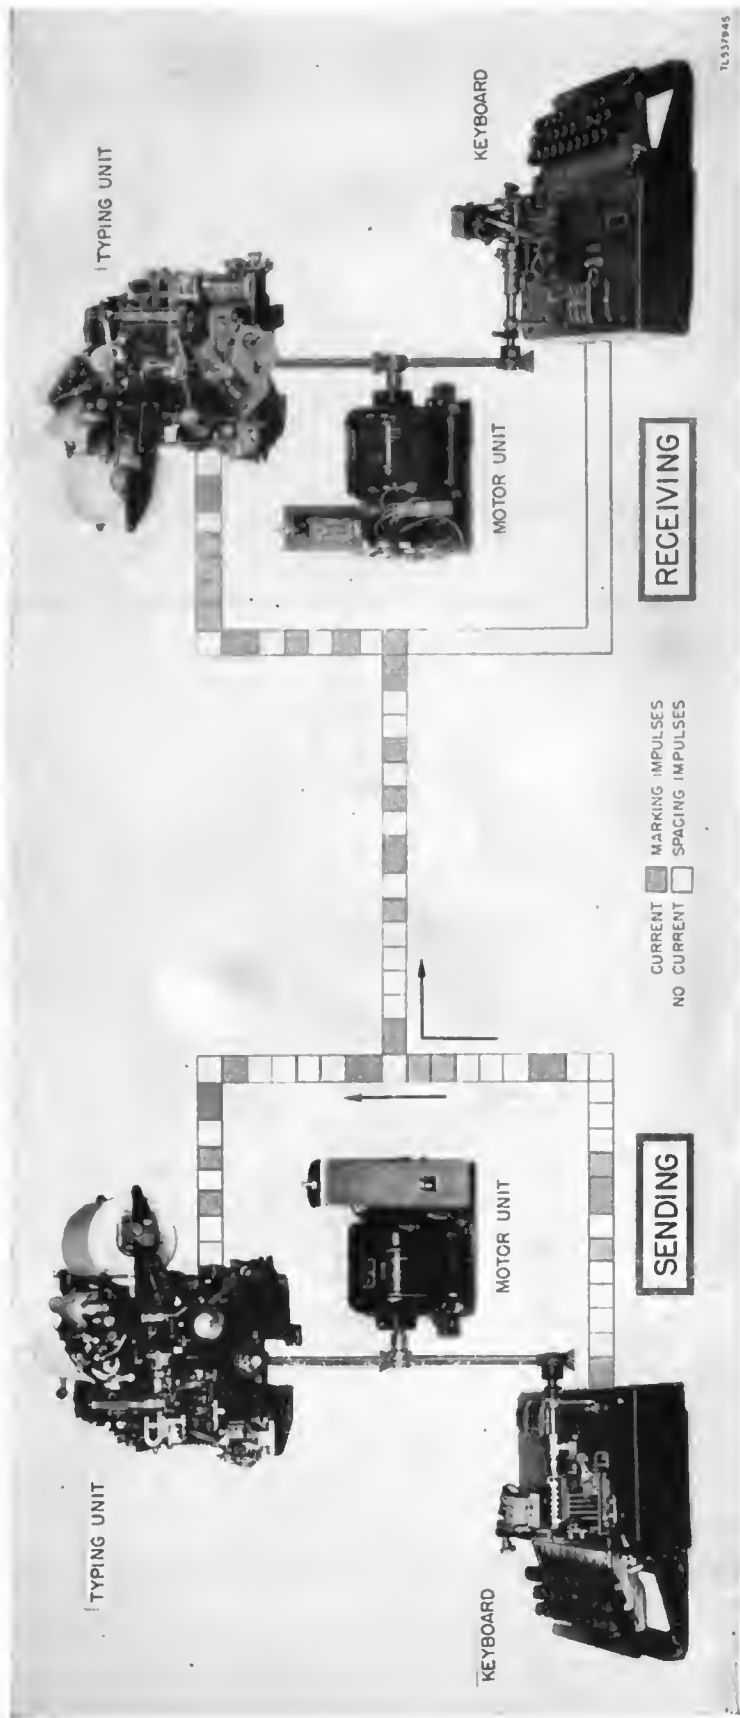 TYPING UNIT
TYPING UNIT
MOTOR UNIT
MOTOR UNIT
KEYBOARD
KEYBOARD
SENDING
RECEIVING
CURRENT MARKING IMPULSES
NO CURRENT SPACING IMPULSES
TL53794S